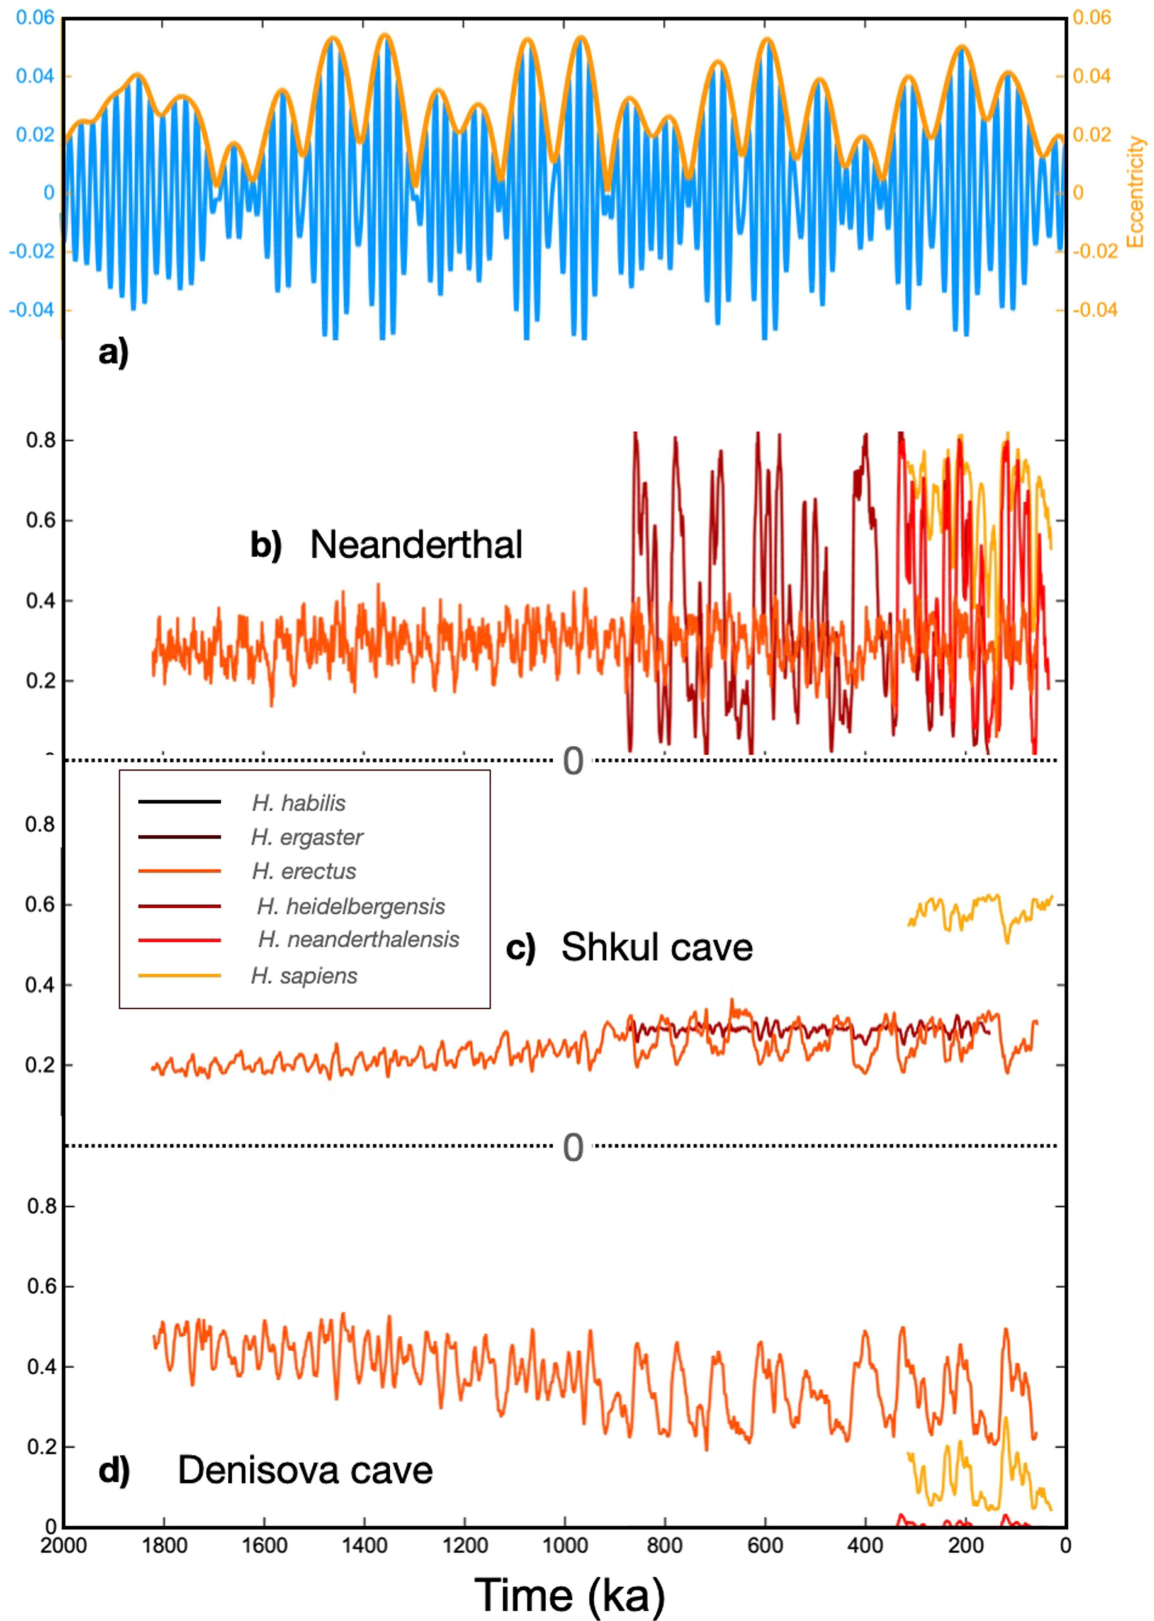 0.06
0.06
0.04
0.04
0.02
0.02
0
0
-0.02
-0.02
-0.04
-0.04
Eccentricity
a)
0.8
0.6
b) Neanderthal
0.4
0.2
0
0.8
H. habilis
H. ergaster
H. erectus
H. heidelbergensis
H. neanderthalensis
H. sapiens
0.6
c) Shkul cave
0.4
0.2
0
0.8
0.6
0.4
0.2
d) Denisova cave
0
2000 1800 1600 1400 1200 1000 800 600 400 200 0
Time (ka)